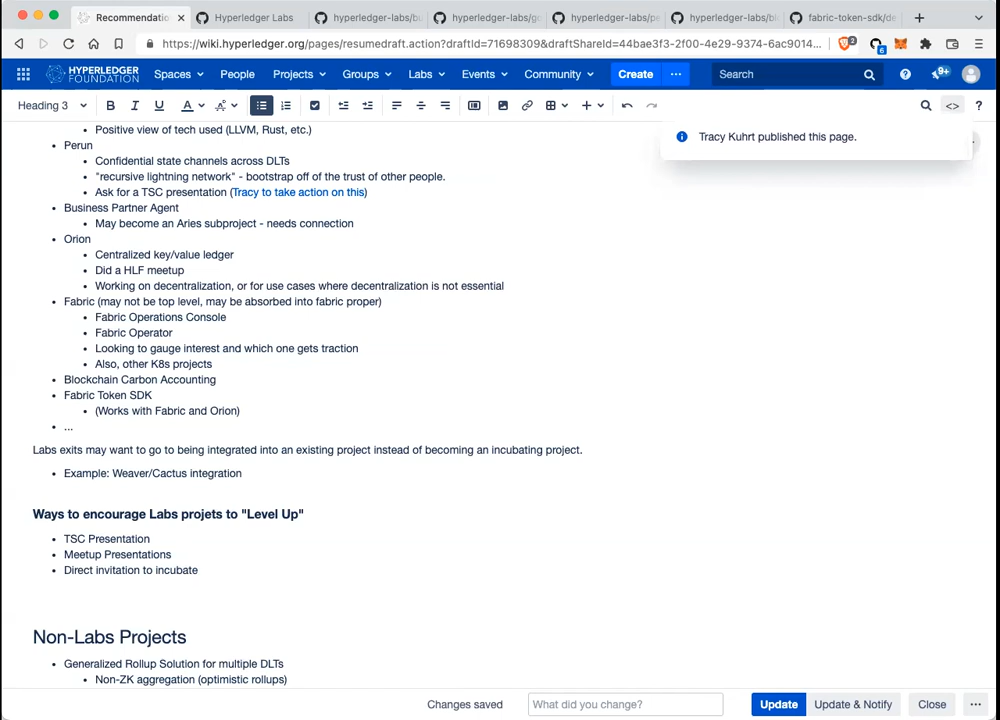 Recommendatio
Hyperledger Labs
hyperledger-labs/bu
hyperledger-labs/go
hyperledger-labs/pe
hyperledger-labs/blo
fabric-token-sdk/de
https://wiki.hyperledger.org/pages/resumedraft.action?draftId=71698309&draftShareId=44bae3f3-2f00-4e29-9374-6ac9014...
2
6
HYPERLEDGER
FOUNDATION
Spaces People Projects Groups Labs Events Community Create ... Search 9+
Heading 3 B I U A
Tracy Kuhrt published this page.
• Positive view of tech used (LLVM, Rust, etc.)
• Perun
• Confidential state channels across DLTs
• "recursive lightning network" - bootstrap off of the trust of other people.
• Ask for a TSC presentation (Tracy to take action on this)
• Business Partner Agent
• May become an Aries subproject - needs connection
• Orion
• Centralized key/value ledger
• Did a HLF meetup
• Working on decentralization, or for use cases where decentralization is not essential
• Fabric (may not be top level, may be absorbed into fabric proper)
• Fabric Operations Console
• Fabric Operator
• Looking to gauge interest and which one gets traction
• Also, other K8s projects
• Blockchain Carbon Accounting
• Fabric Token SDK
• (Works with Fabric and Orion)
• ...
Labs exits may want to go to being integrated into an existing project instead of becoming an incubating project.
• Example: Weaver/Cactus integration
Ways to encourage Labs projets to "Level Up"
• TSC Presentation
• Meetup Presentations
• Direct invitation to incubate
Non-Labs Projects
• Generalized Rollup Solution for multiple DLTs
• Non-ZK aggregation (optimistic rollups)
Changes saved What did you change? Update Update & Notify Close ...